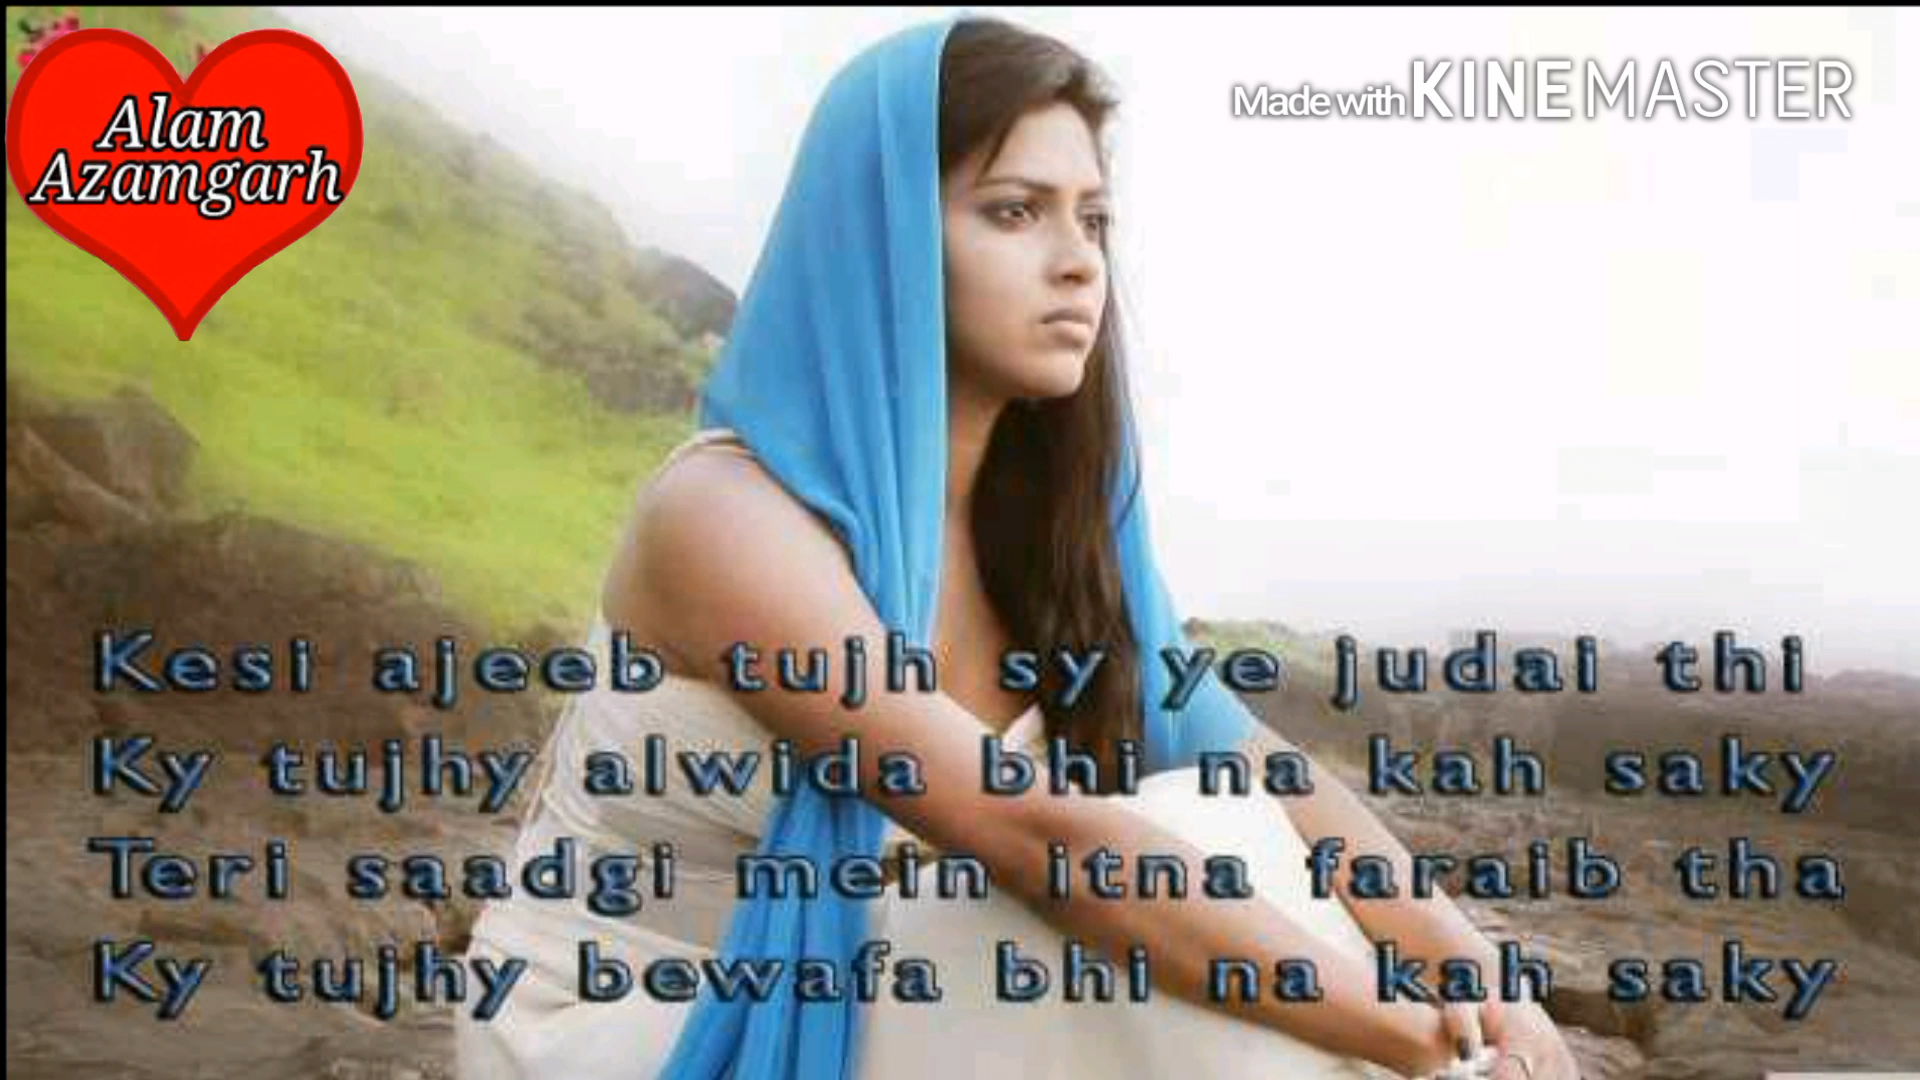 Alam
Azamgarh
Made with KINEMASTER
Kesi ajeeb tujh sy ye judai thi
Ky tujhy alwida bhi na kah saky
Teri saadgi mein itna faraib tha
Ky tujhy bewafa bhi na kah saky